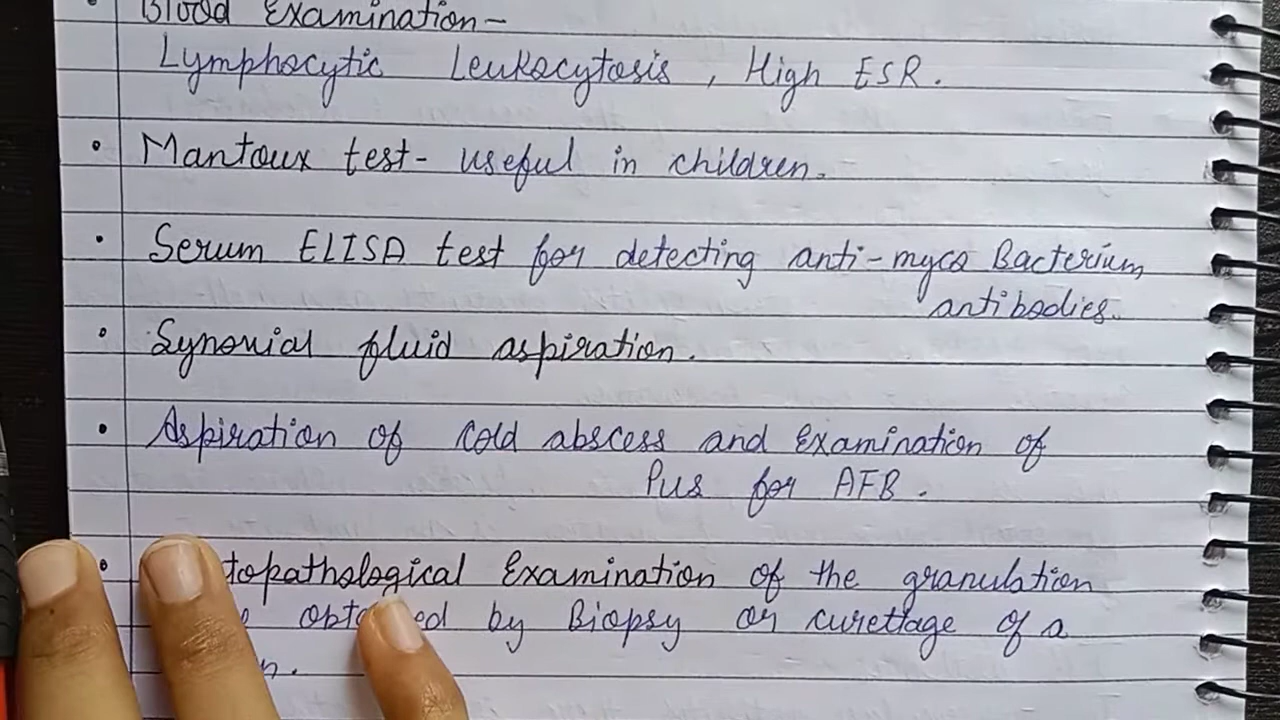 • Blood Examination-
Lymphocytic Leukocytosis, High ESR.
• Mantoux test- useful in children.
• Serum ELISA test for detecting anti-myco Bacterium
antibodies.
• Synovial fluid aspiration.
• Aspiration of cold abscess and Examination of
Pus for AFB.
• topathological Examination of the granulation
by Biopsy or curettage of a